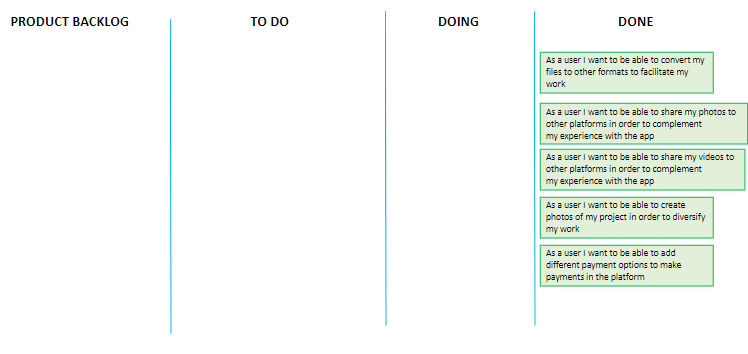 PRODUCT BACKLOG
TO DO
DOING
DONE
As a user I want to be able to convert my
files to other formats to facilitate my
work
As a user I want to be able to share my photos to
other platforms in order to complement
my experience with the app
As a user I want to be able to share my videos to
other platforms in order to complement
my experience with the app
As a user I want to be able to create
photos of my project in order to diversify
my work
As a user I want to be able to add
different payment options to make
payments in the platform